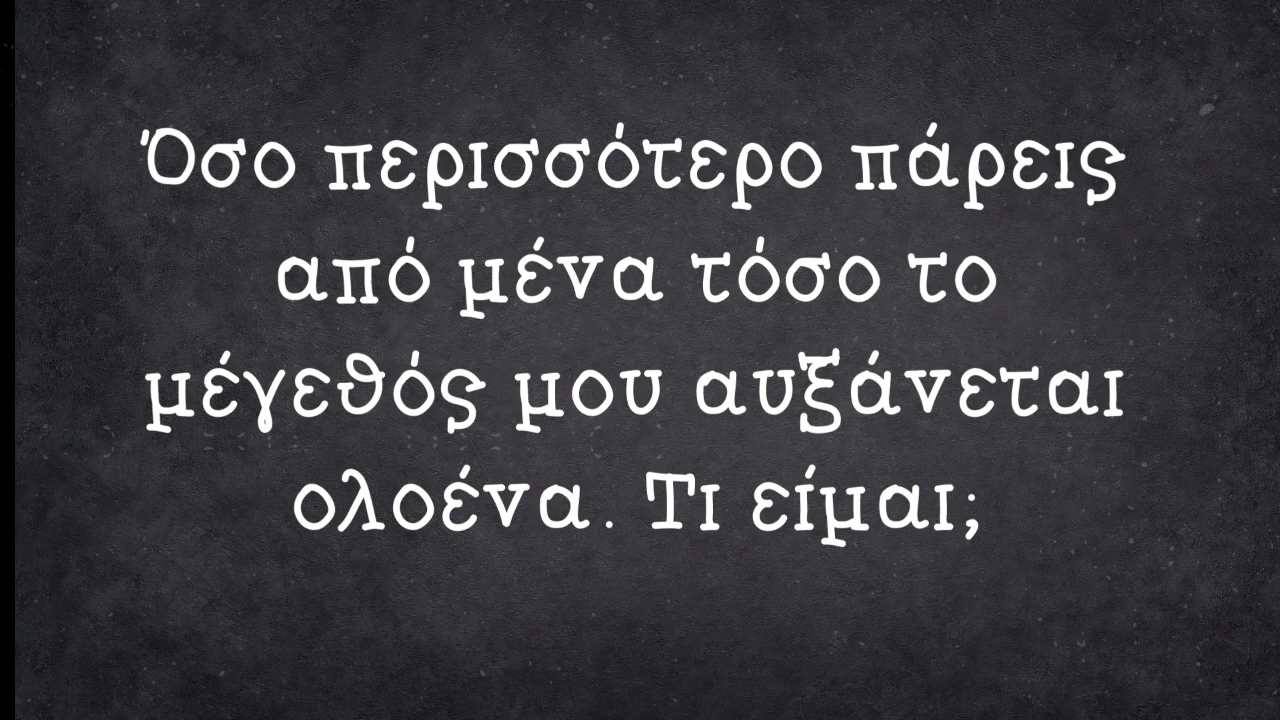 Όσο περισσότερο πάρεις
από μένα τόσο το
μέγεθός μου αυξάνεται
ολοένα. Τι είμαι;